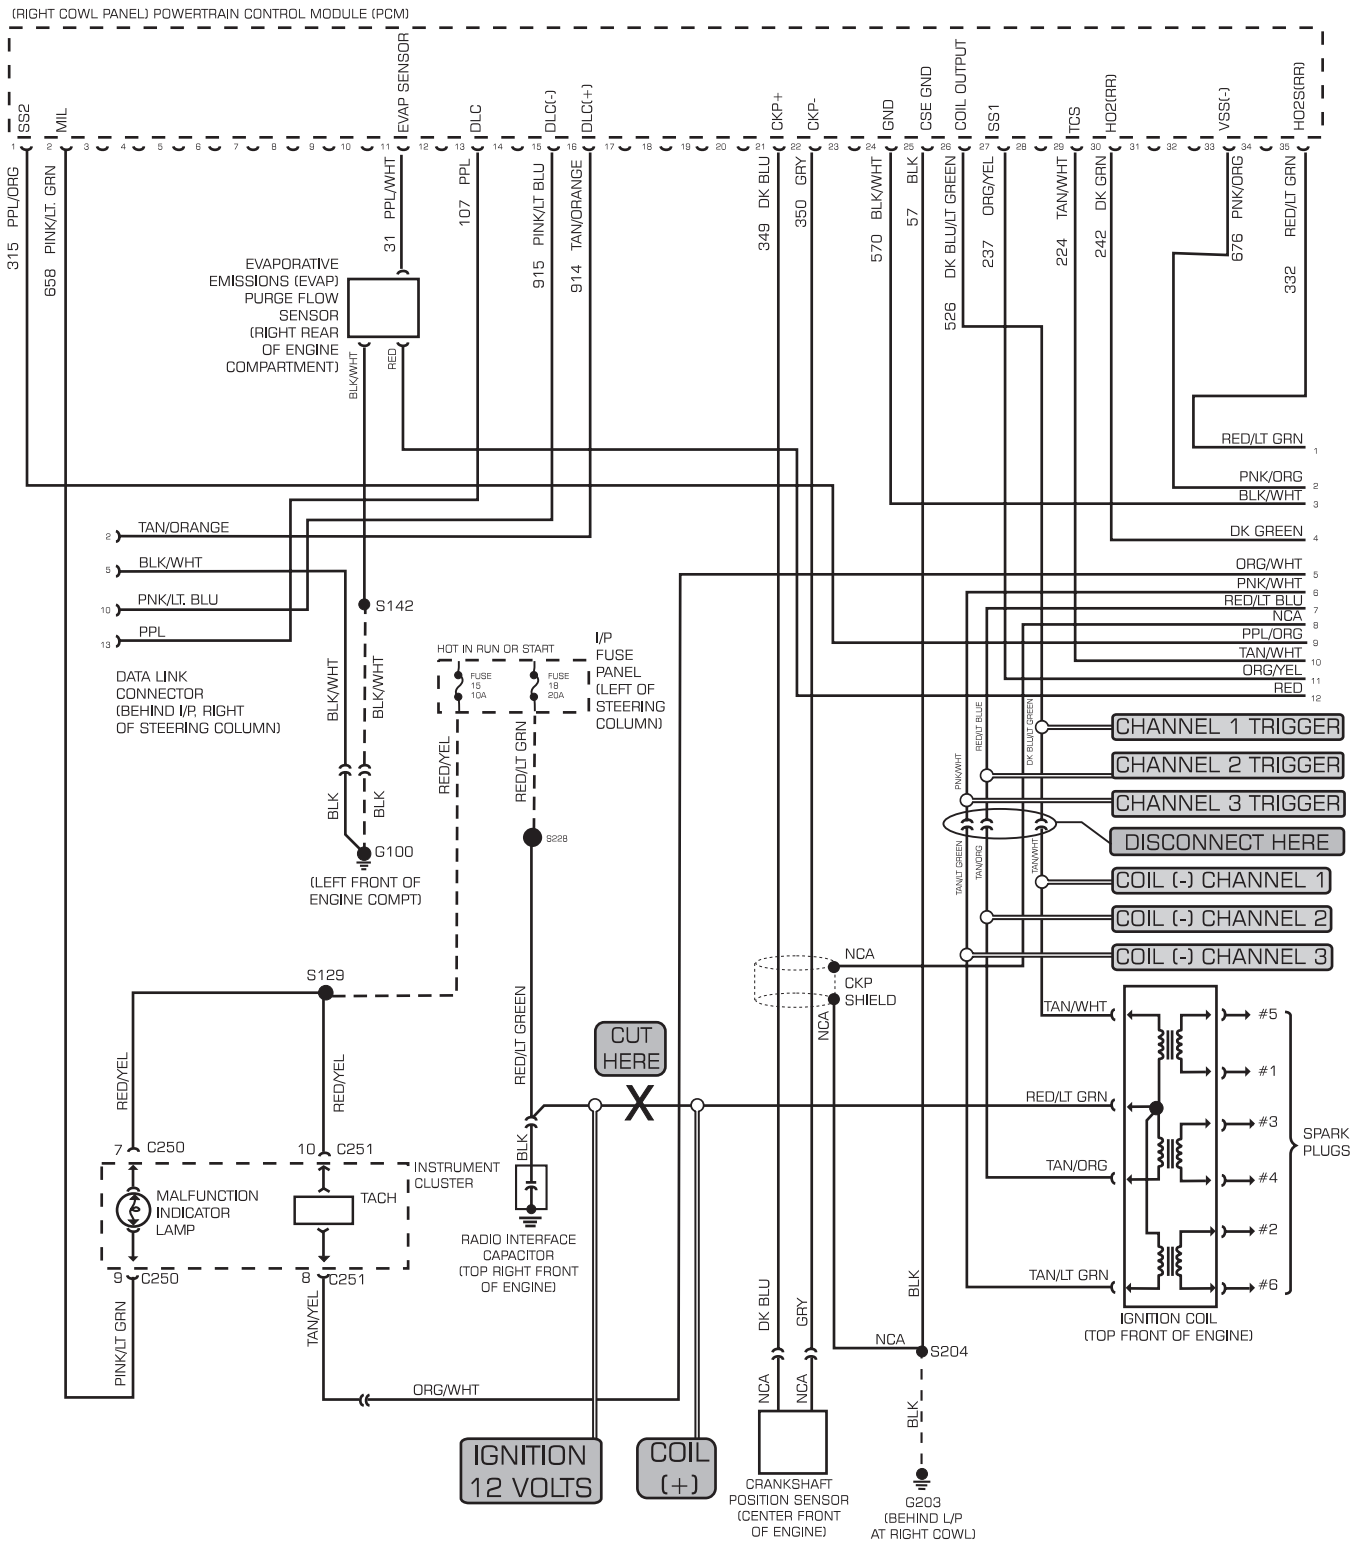 (RIGHT COWL PANEL) POWERTRAIN CONTROL MODULE (PCM)
SS2
MIL
EVAP SENSOR
DLC
DLC(-)
DLC(+)
CKP+
CKP-
GND
CSE GND
COIL OUTPUT
SS1
TCS
HO2(RR)
VSS(-)
HO2S(RR)
1 2 3 4 5 6 7 8 9 10 11 12 13 14 15 16 17 18 19 20 21 22 23 24 25 26 27 28 29 30 31 32 33 34 35
315 PPL/ORG
658 PINK/LT. GRN
31 PPL/WHT
107 PPL
915 PINK/LT BLU
914 TAN/ORANGE
349 DK BLU
350 GRY
570 BLK/WHT
57 BLK
526 DK BLU/LT GREEN
237 ORG/YEL
224 TAN/WHT
242 DK GRN
676 PNK/ORG
332 RED/LT GRN
EVAPORATIVE
EMISSIONS (EVAP)
PURGE FLOW
SENSOR
(RIGHT REAR
OF ENGINE
COMPARTMENT)
BLK/WHT
RED
RED/LT GRN 1
PNK/ORG 2
BLK/WHT 3
DK GREEN 4
ORG/WHT 5
PNK/WHT 6
RED/LT BLU 7
NCA 8
PPL/ORG 9
TAN/WHT 10
ORG/YEL 11
RED 12
2 TAN/ORANGE
5 BLK/WHT
10 PNK/LT. BLU
13 PPL
DATA LINK
CONNECTOR
(BEHIND I/P, RIGHT
OF STEERING COLUMN)
S142
BLK/WHT
BLK/WHT
BLK
BLK
G100
(LEFT FRONT OF
ENGINE COMPT)
HOT IN RUN OR START
FUSE
15
10A
FUSE
18
20A
I/P
FUSE
PANEL
(LEFT OF
STEERING
COLUMN)
RED/YEL
RED/LT GRN
S228
PNK/WHT
RED/LT BLUE
DK BLU/LT GREEN
CHANNEL 1 TRIGGER
CHANNEL 2 TRIGGER
CHANNEL 3 TRIGGER
DISCONNECT HERE
TAN/LT GREEN
TAN/ORG
TAN/WHT
COIL (-) CHANNEL 1
COIL (-) CHANNEL 2
COIL (-) CHANNEL 3
S129
RED/YEL
RED/YEL
RED/LT GREEN
CUT
HERE
X
NCA
CKP
SHIELD
NCA
TAN/WHT
RED/LT GRN
TAN/ORG
TAN/LT GRN
#5
#1
#3
#4
#2
#6
SPARK
PLUGS
IGNITION COIL
(TOP FRONT OF ENGINE)
7 C250
10 C251
INSTRUMENT
CLUSTER
MALFUNCTION
INDICATOR
LAMP
TACH
9 C250
8 C251
BLK
RADIO INTERFACE
CAPACITOR
(TOP RIGHT FRONT
OF ENGINE)
PINK/LT GRN
TAN/YEL
ORG/WHT
IGNITION
12 VOLTS
COIL
(+)
DK BLU
GRY
NCA
NCA
CRANKSHAFT
POSITION SENSOR
(CENTER FRONT
OF ENGINE)
BLK
NCA
S204
BLK
G203
(BEHIND L/P
AT RIGHT COWL)